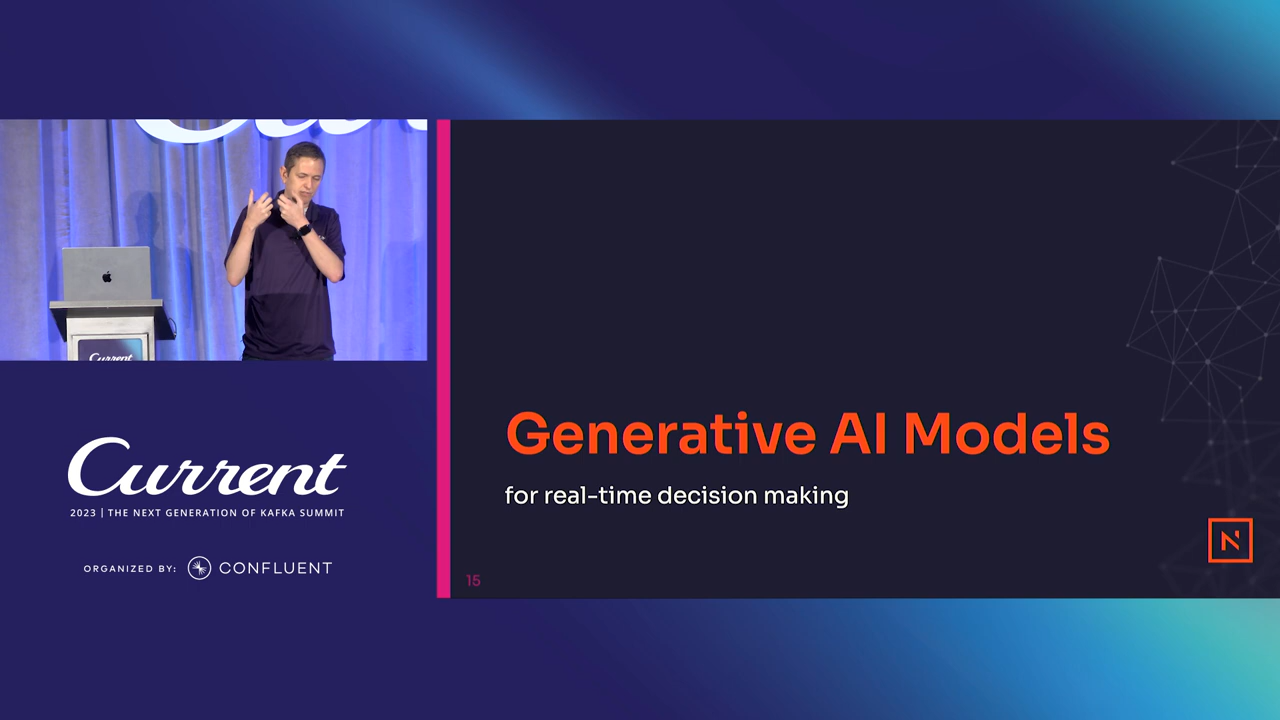 Current
Current
2023 | THE NEXT GENERATION OF KAFKA SUMMIT
ORGANIZED BY: CONFLUENT
Generative AI Models
for real-time decision making
15